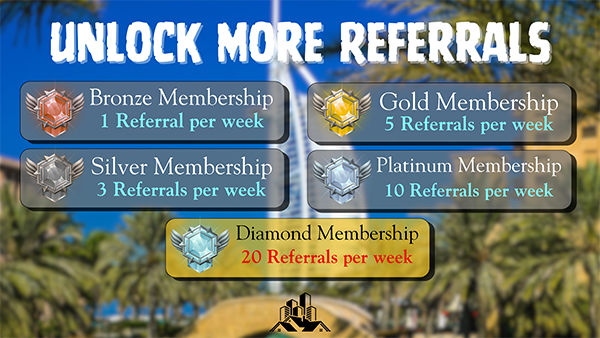 UNLOCK MORE REFERRALS
Bronze Membership
1 Referral per week
Gold Membership
5 Referrals per week
Silver Membership
3 Referrals per week
Platinum Membership
10 Referrals per week
Diamond Membership
20 Referrals per week